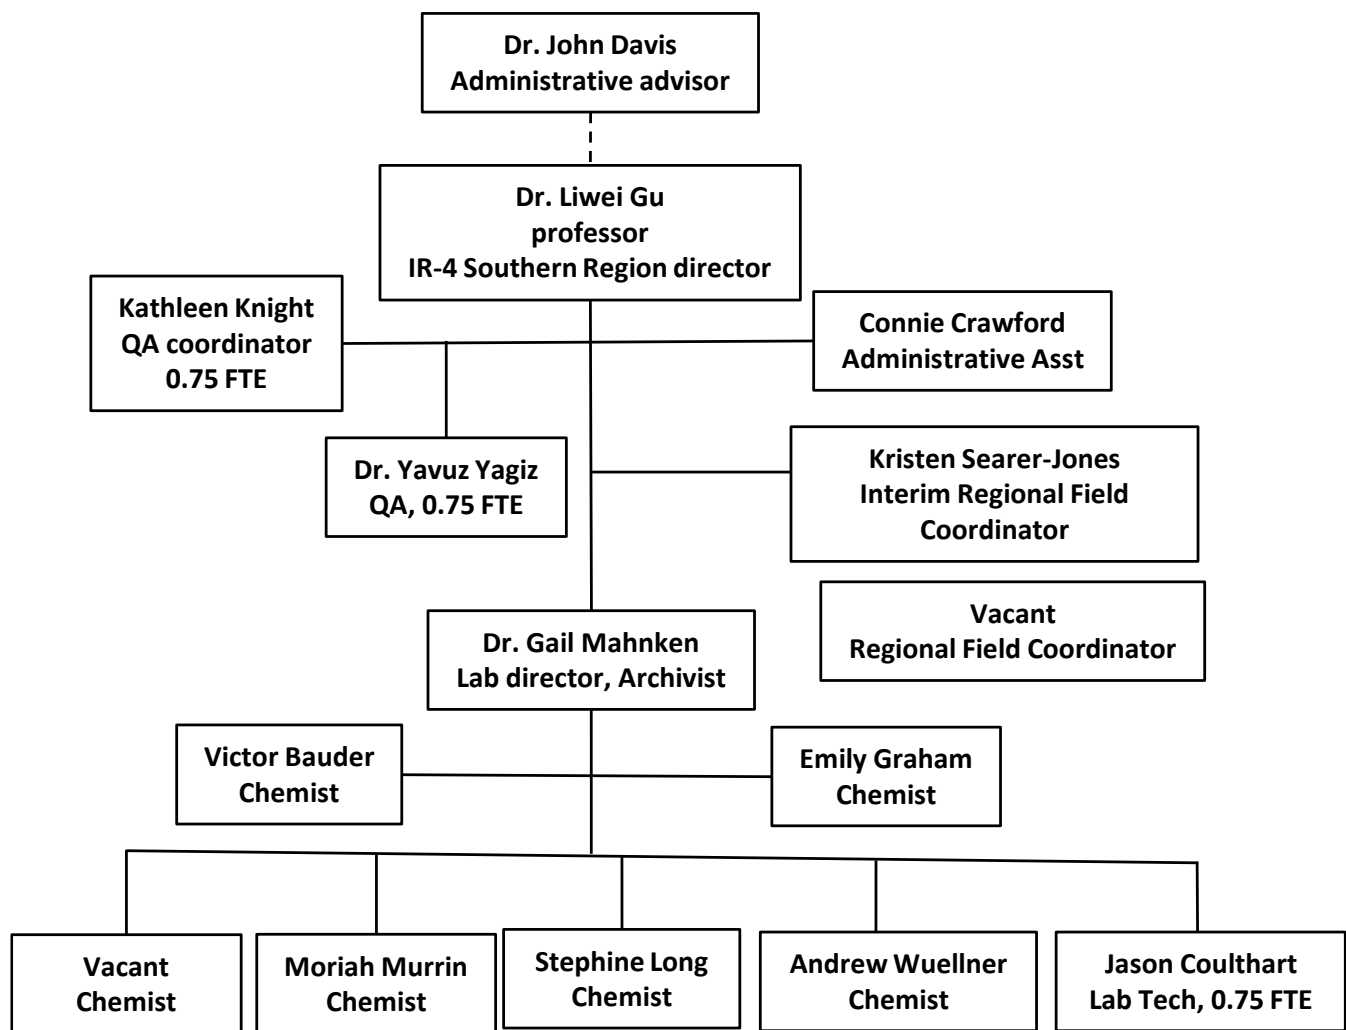 Dr. John Davis
Administrative advisor
Dr. Liwei Gu
professor
IR-4 Southern Region director
Kathleen Knight
QA coordinator
0.75 FTE
Connie Crawford
Administrative Asst
Dr. Yavuz Yagiz
QA, 0.75 FTE
Kristen Searer-Jones
Interim Regional Field
Coordinator
Vacant
Regional Field Coordinator
Dr. Gail Mahnken
Lab director, Archivist
Victor Bauder
Chemist
Emily Graham
Chemist
Vacant
Chemist
Moriah Murrin
Chemist
Stephine Long
Chemist
Andrew Wuellner
Chemist
Jason Coulthart
Lab Tech, 0.75 FTE